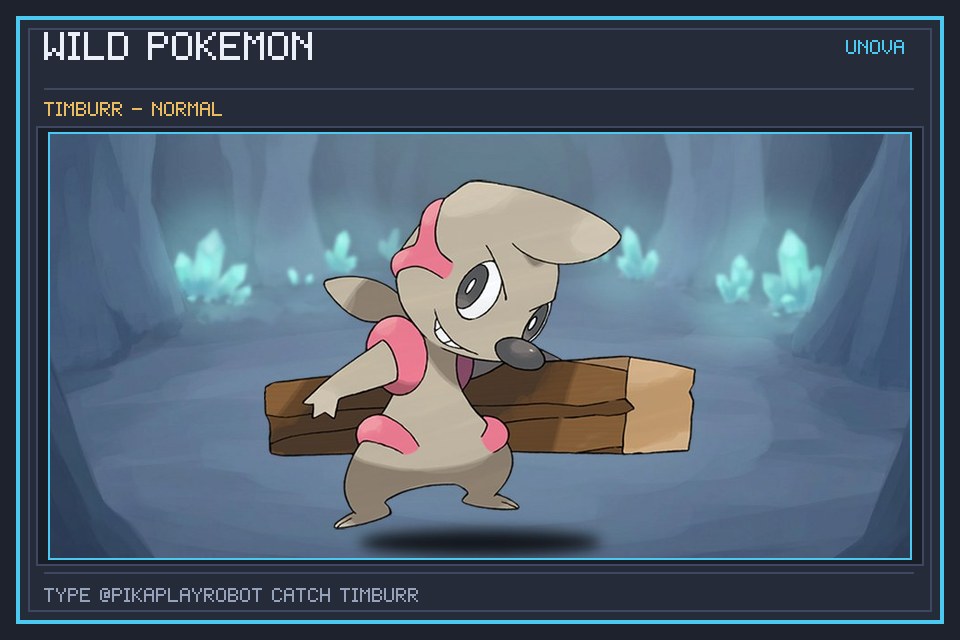 WILD POKEMON
UNOVA
TIMBURR - NORMAL
TYPE @PIKAPLAYROBOT CATCH TIMBURR